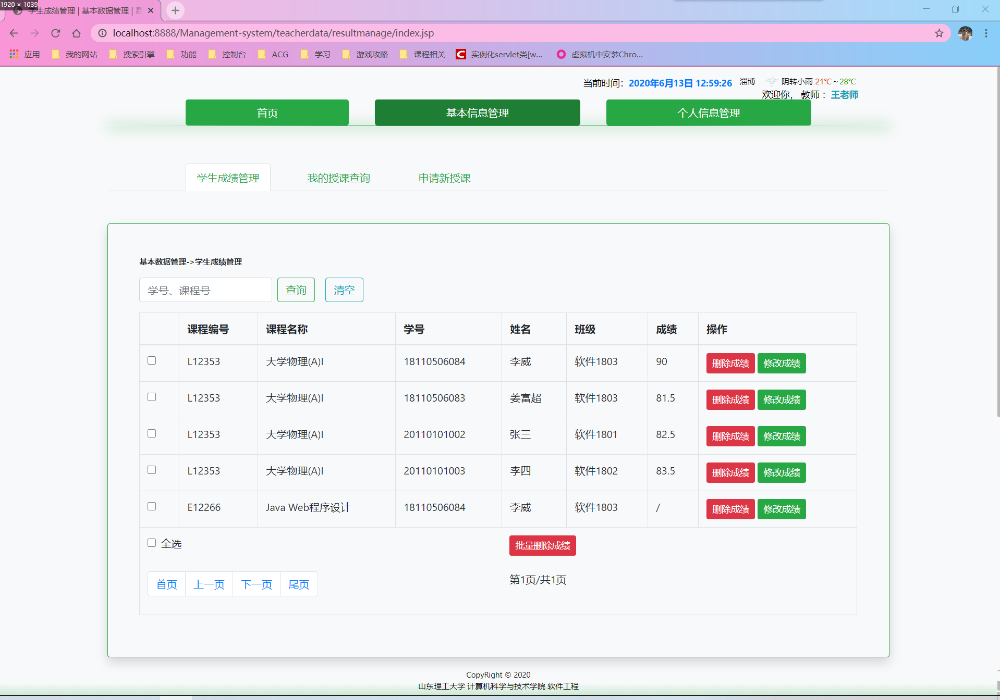 1920 × 1039
学生成绩管理 | 基本数据管理 |
localhost:8888/Management-system/teacherdata/resultmanage/index.jsp
应用 我的网站 搜索引擎 功能 控制台 ACG 学习 游戏攻略 课程相关 实例化servlet类[w... 虚拟机中安装Chro...
当前时间：2020年6月13日 12:59:26 淄博 阴转小雨 21℃~28℃
欢迎你， 教师： 王老师
首页 基本信息管理 个人信息管理
学生成绩管理 我的授课查询 申请新授课
基本数据管理->学生成绩管理
学号、课程号 查询 清空
课程编号 课程名称 学号 姓名 班级 成绩 操作
L12353 大学物理(A)I 18110506084 李威 软件1803 90 删除成绩 修改成绩
L12353 大学物理(A)I 18110506083 姜富超 软件1803 81.5 删除成绩 修改成绩
L12353 大学物理(A)I 20110101002 张三 软件1801 82.5 删除成绩 修改成绩
L12353 大学物理(A)I 20110101003 李四 软件1802 83.5 删除成绩 修改成绩
E12266 Java Web程序设计 18110506084 李威 软件1803 / 删除成绩 修改成绩
全选 批量删除成绩
首页 上一页 下一页 尾页 第1页/共1页
CopyRight © 2020
山东理工大学 计算机科学与技术学院 软件工程